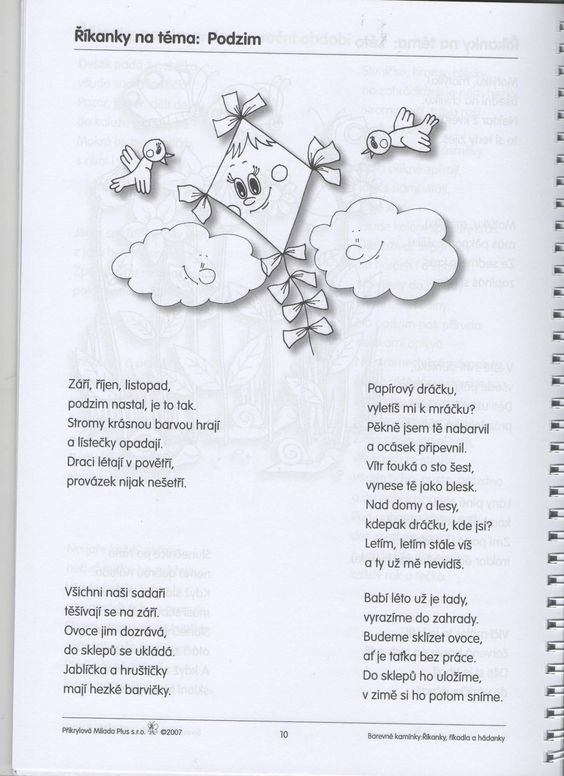 Říkanky na téma: Podzim
Září, říjen, listopad,
podzim nastal, je to tak.
Stromy krásnou barvou hrají
a lístečky opadají.
Draci létají v povětří,
provázek nijak nešetří.
Papírový dráčku,
vyletíš mi k mráčku?
Pěkně jsem tě nabarvil
a ocásek připevnil.
Vítr fouká o sto šest,
vynese tě jako blesk.
Nad domy a lesy,
kdepak dráčku, kde jsi?
Letím, letím stále víš
a ty už mě nevidíš.
Všichni naši sadaři
těšívají se na září.
Ovoce jim dozrává,
do sklepů se ukládá.
Jablíčka a hruštičky
mají hezké barvičky.
Babí léto už je tady,
vyrazíme do zahrady.
Budeme sklízet ovoce,
ať je taťka bez práce.
Do sklepů ho uložíme,
v zimě si ho potom sníme.
Přikrylová Milada Plus s.r.o. ©2007
10
Barevné kamínky:Říkanky, říkadla a hádanky